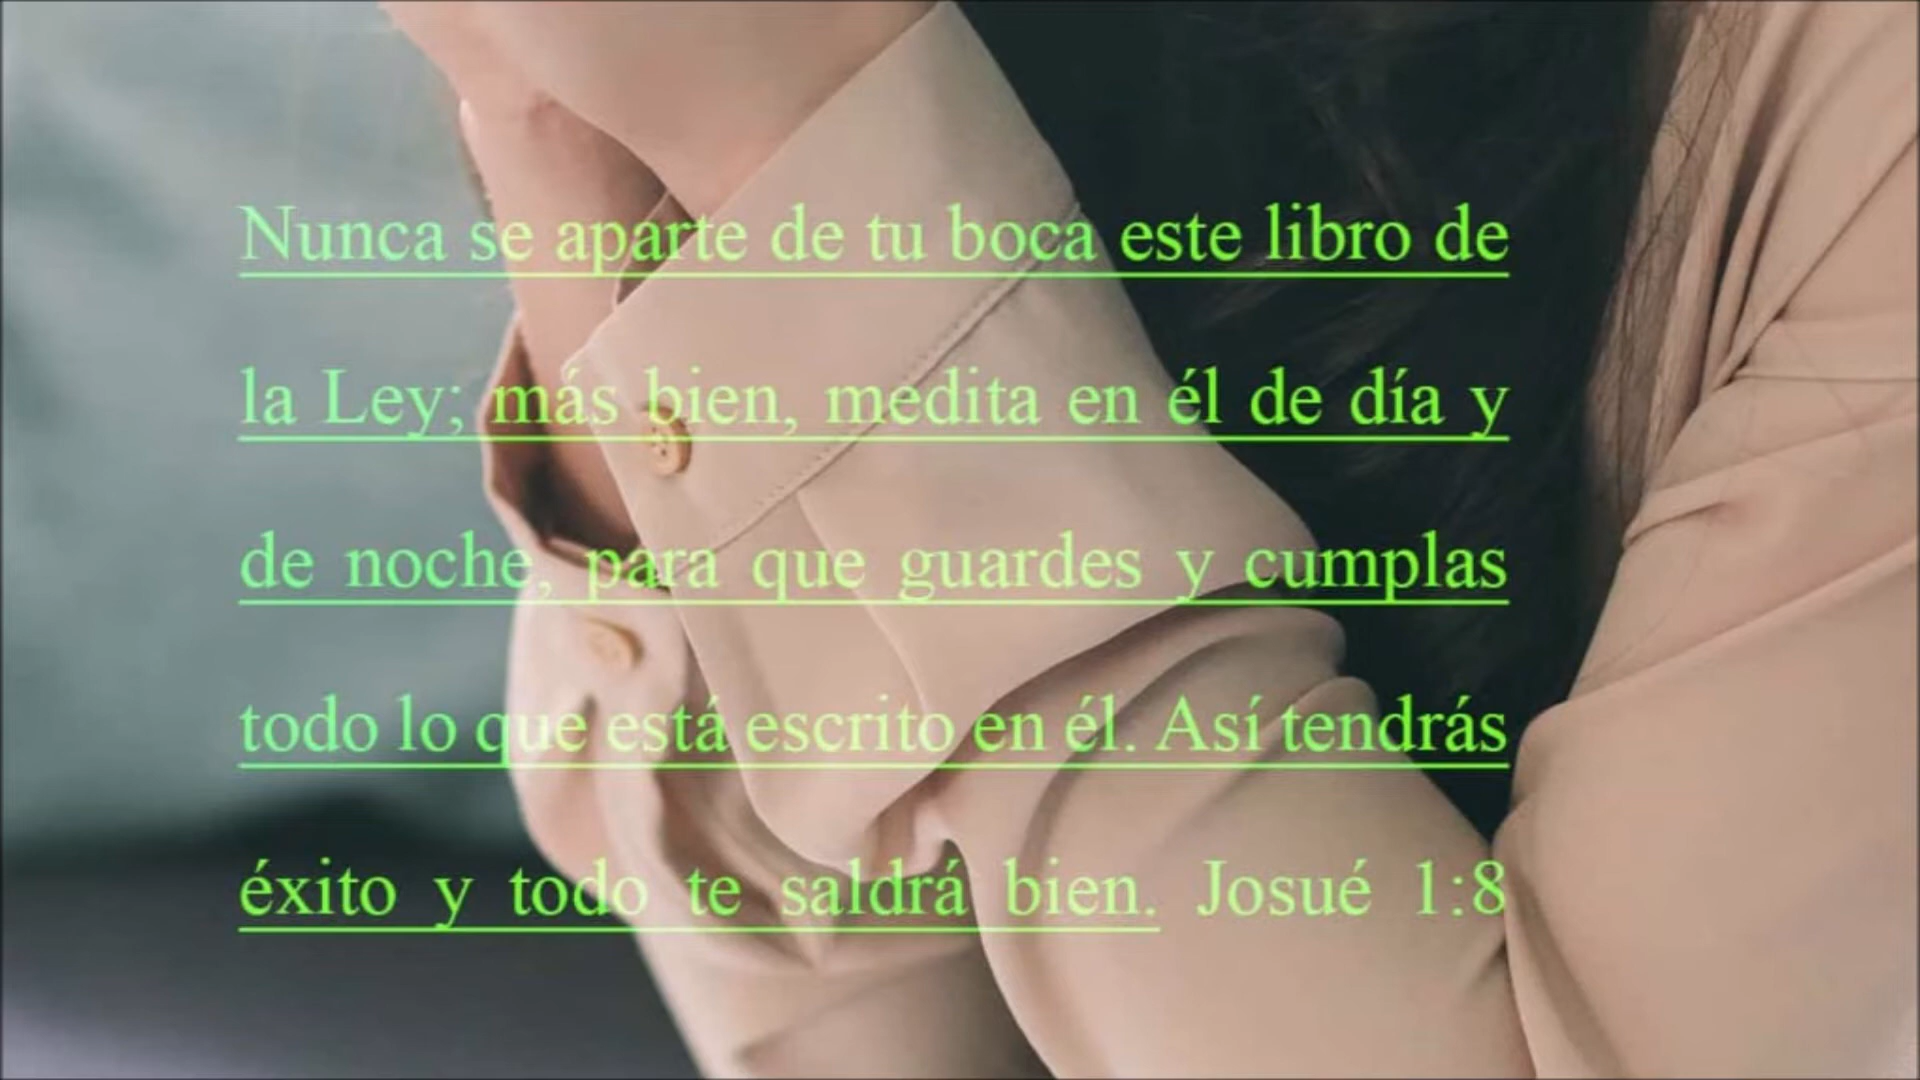 Nunca se aparte de tu boca este libro de
la Ley; más bien, medita en él de día y
de noche, para que guardes y cumplas
todo lo que está escrito en él. Así tendrás
éxito y todo te saldrá bien. Josué 1:8